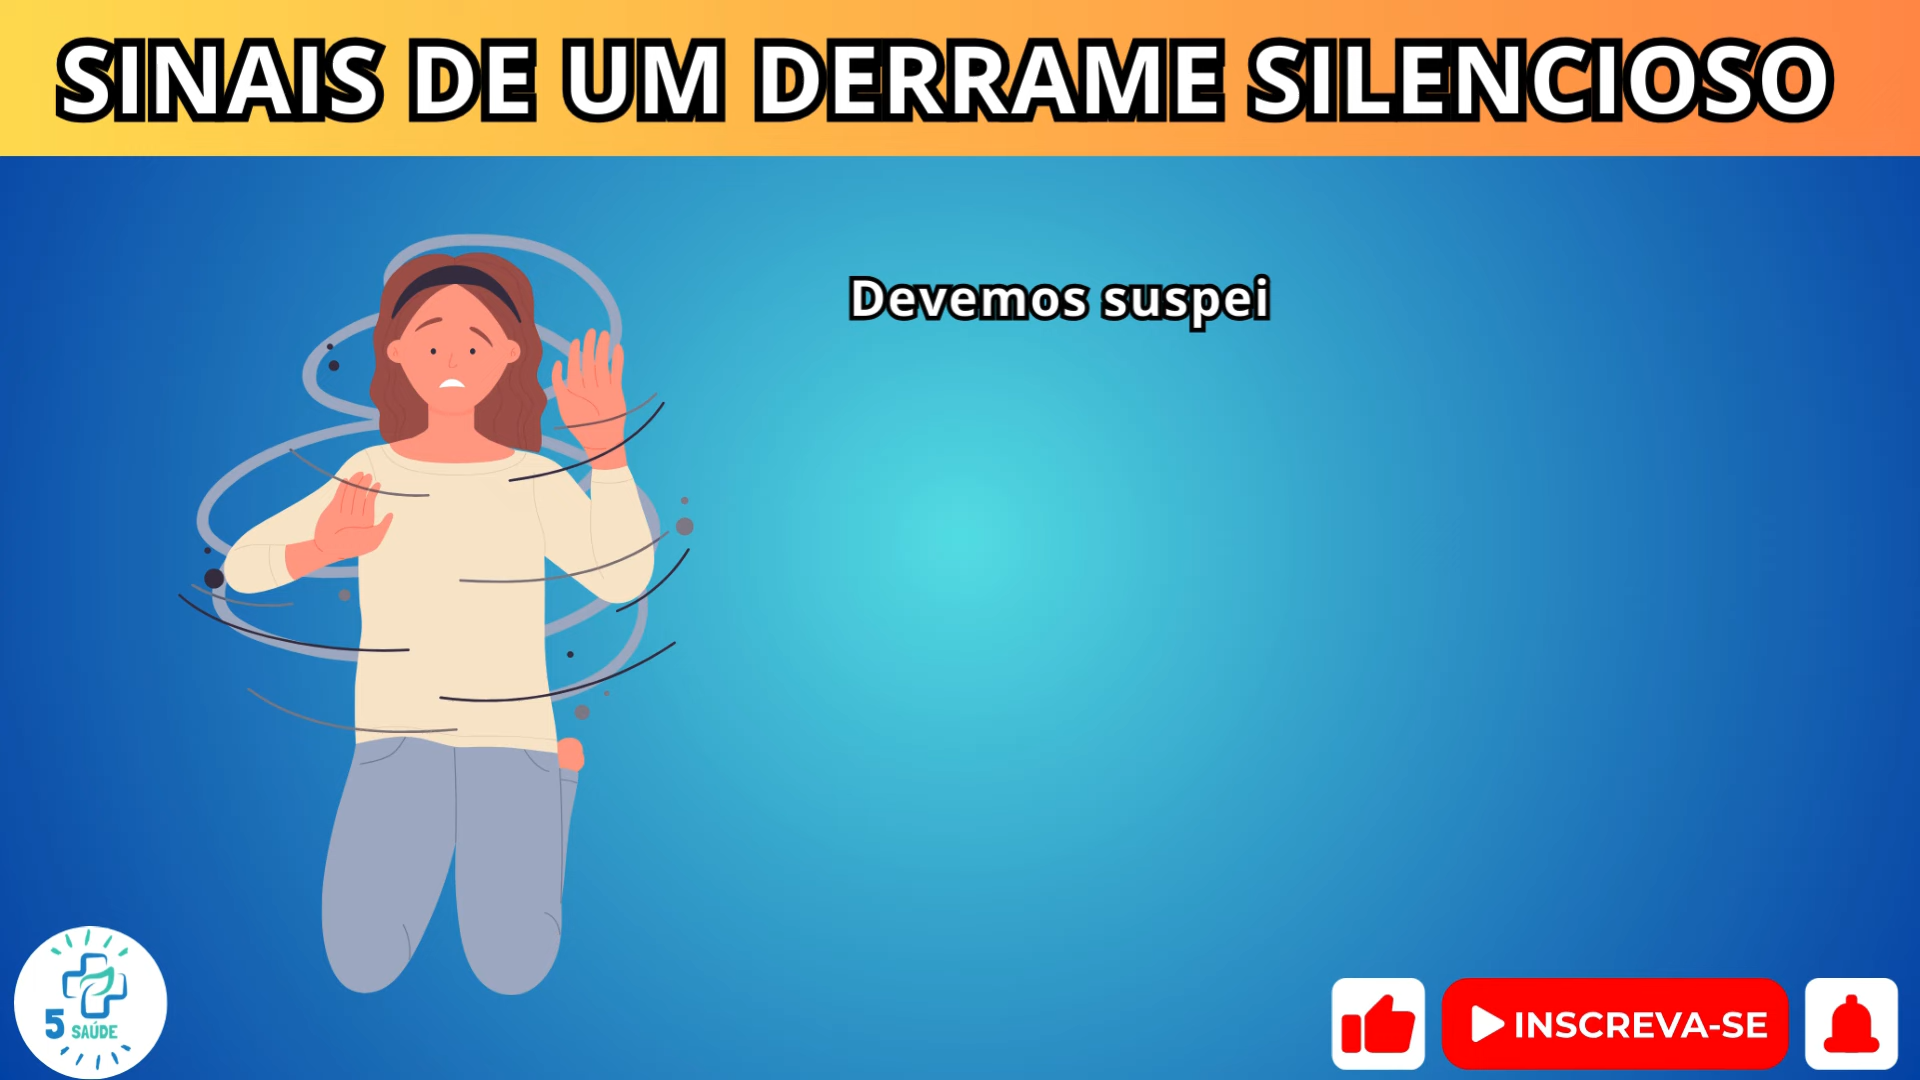 SINAIS DE UM DERRAME SILENCIOSO
Devemos suspei
5 SAÚDE
INSCREVA-SE